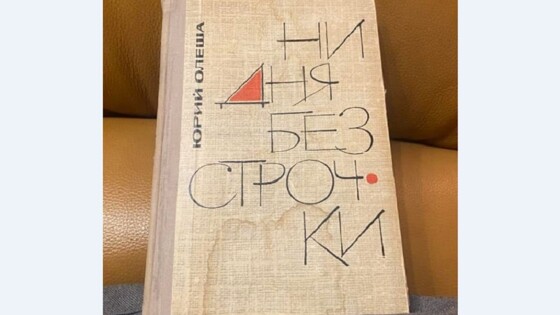 ЮРИЙ ОЛЕША
НИ
ДНЯ
БЕЗ
СТРОЧ-
КИ